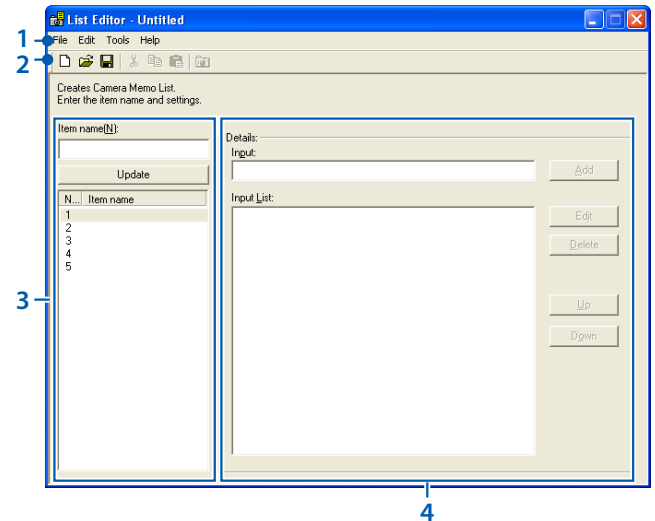 List Editor - Untitled
1
File Edit Tools Help
2
Creates Camera Memo List.
Enter the item name and settings.
Item name(N):
Update
N... Item name
1
2
3
4
5
3
Details:
Input:
Add
Input List:
Edit
Delete
Up
Down
4